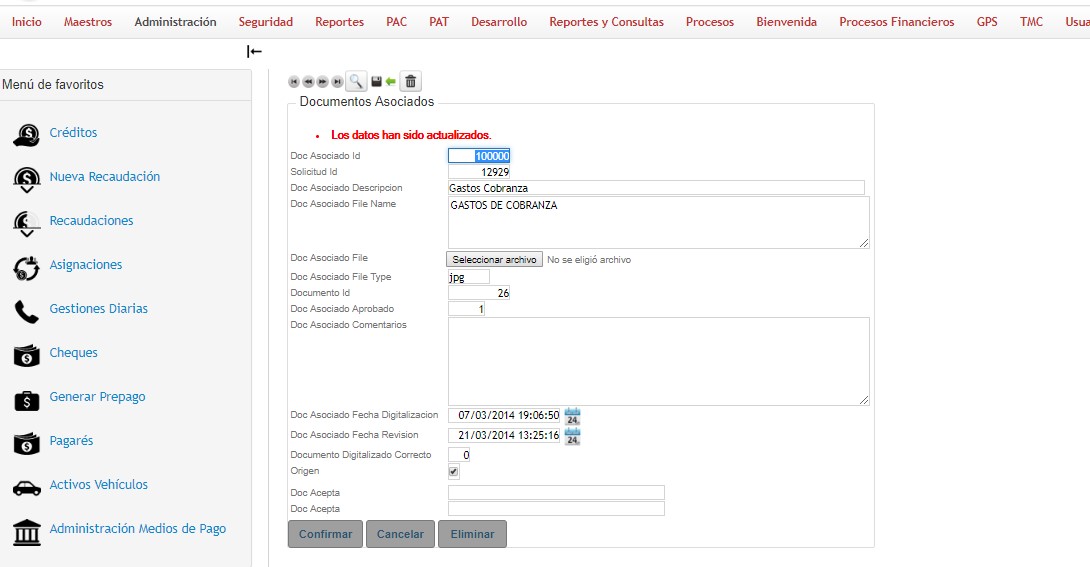 Inicio Maestros Administración Seguridad Reportes PAC PAT Desarrollo Reportes y Consultas Procesos Bienvenida Procesos Financieros GPS TMC Usua
Menú de favoritos
Créditos
Nueva Recaudación
Recaudaciones
Asignaciones
Gestiones Diarias
Cheques
Generar Prepago
Pagarés
Activos Vehículos
Administración Medios de Pago
Documentos Asociados
• Los datos han sido actualizados.
Doc Asociado Id 100000
Solicitud Id 12929
Doc Asociado Descripcion Gastos Cobranza
Doc Asociado File Name GASTOS DE COBRANZA
Doc Asociado File Seleccionar archivo No se eligió archivo
Doc Asociado File Type jpg
Documento Id 26
Doc Asociado Aprobado 1
Doc Asociado Comentarios
Doc Asociado Fecha Digitalizacion 07/03/2014 19:06:50 24
Doc Asociado Fecha Revision 21/03/2014 13:25:16 24
Documento Digitalizado Correcto 0
Origen
Doc Acepta
Doc Acepta
Confirmar Cancelar Eliminar